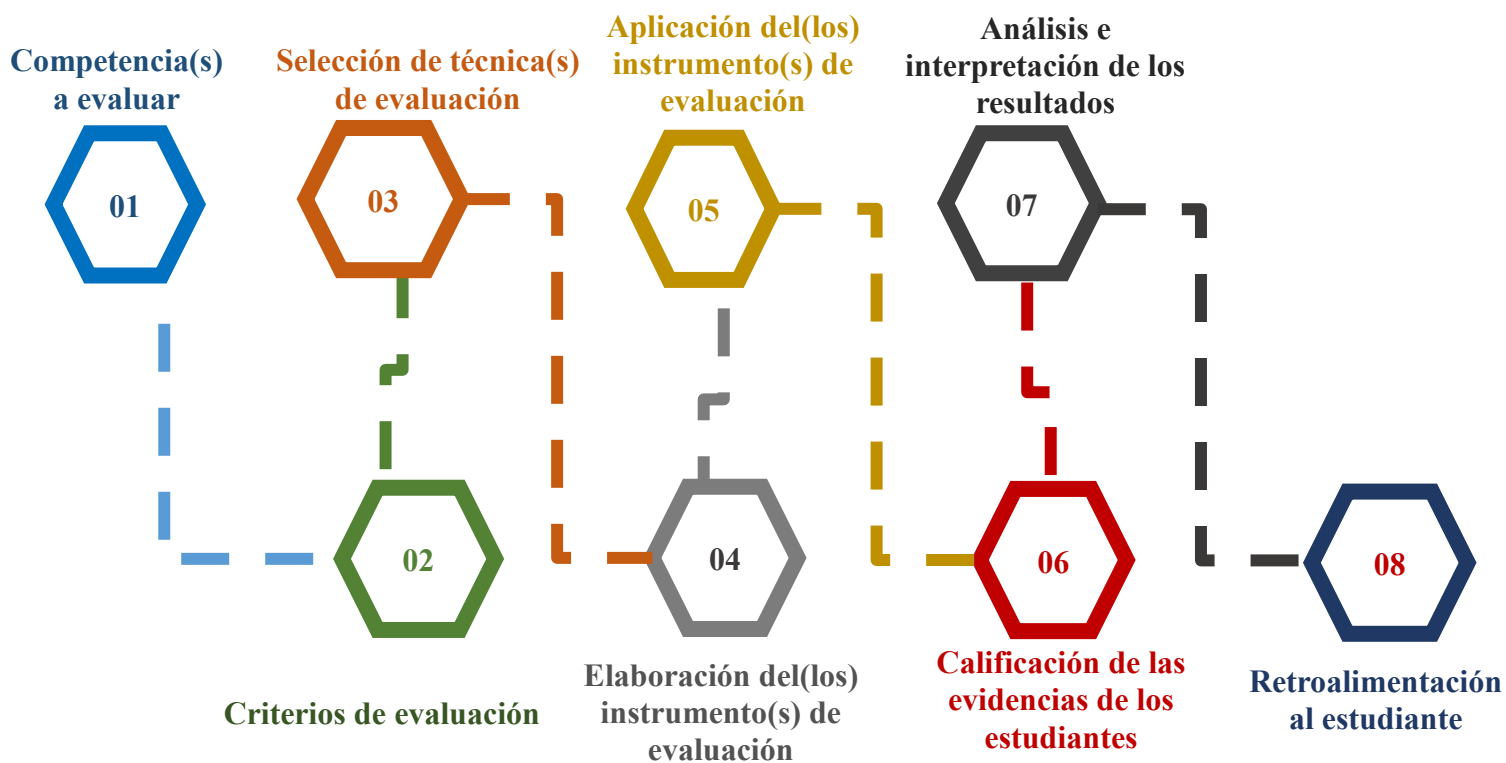 Competencia(s)
a evaluar
01
02
Criterios de evaluación
Selección de técnica(s)
de evaluación
03
04
Elaboración del(los)
instrumento(s) de
evaluación
Aplicación del(los)
instrumento(s) de
evaluación
05
06
Calificación de las
evidencias de los
estudiantes
Análisis e
interpretación de los
resultados
07
08
Retroalimentación
al estudiante